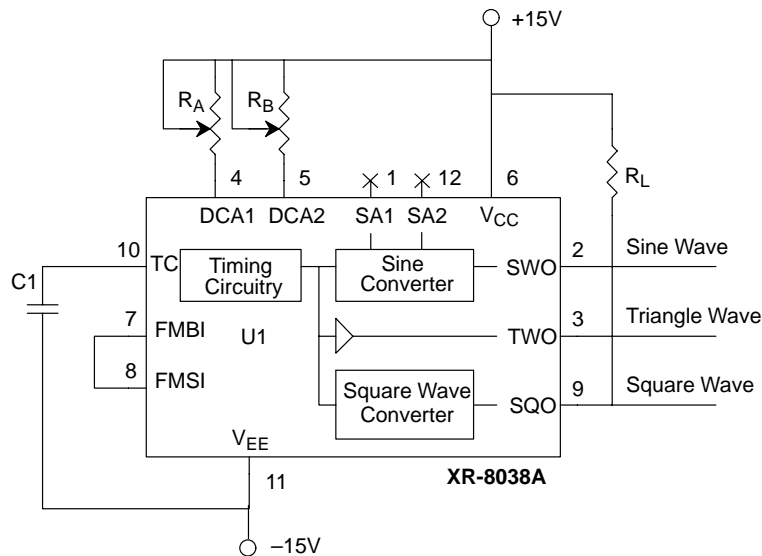 +15V
RA
RB
4
5
1
12
6
RL
DCA1
DCA2
SA1
SA2
VCC
10
TC
Timing
Circuitry
Sine
Converter
SWO
2
Sine Wave
C1
7
FMBI
U1
TWO
3
Triangle Wave
8
FMSI
Square Wave
Converter
SQO
9
Square Wave
VEE
11
XR-8038A
–15V